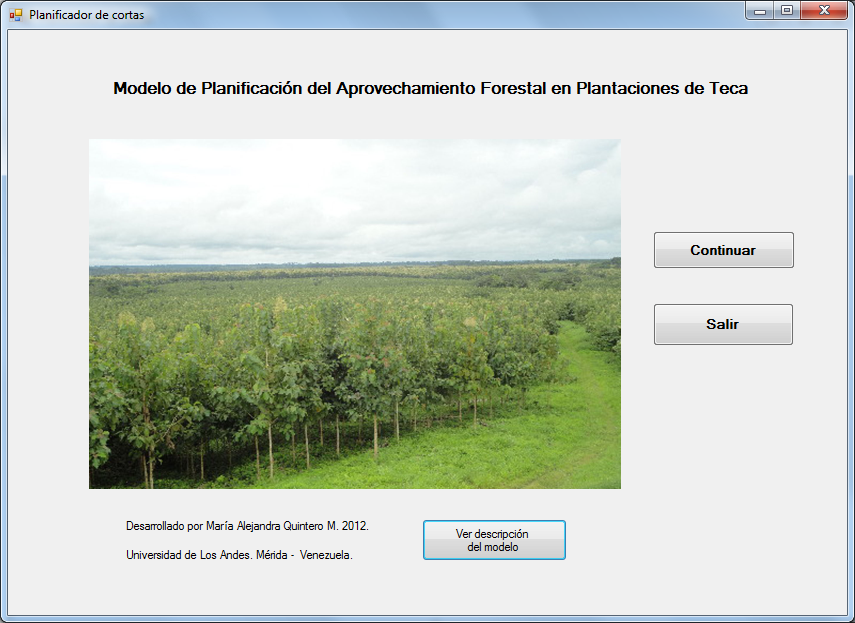 Planificador de cortas
Modelo de Planificación del Aprovechamiento Forestal en Plantaciones de Teca
Continuar
Salir
Desarrollado por María Alejandra Quintero M. 2012.
Universidad de Los Andes. Mérida - Venezuela.
Ver descripción
del modelo